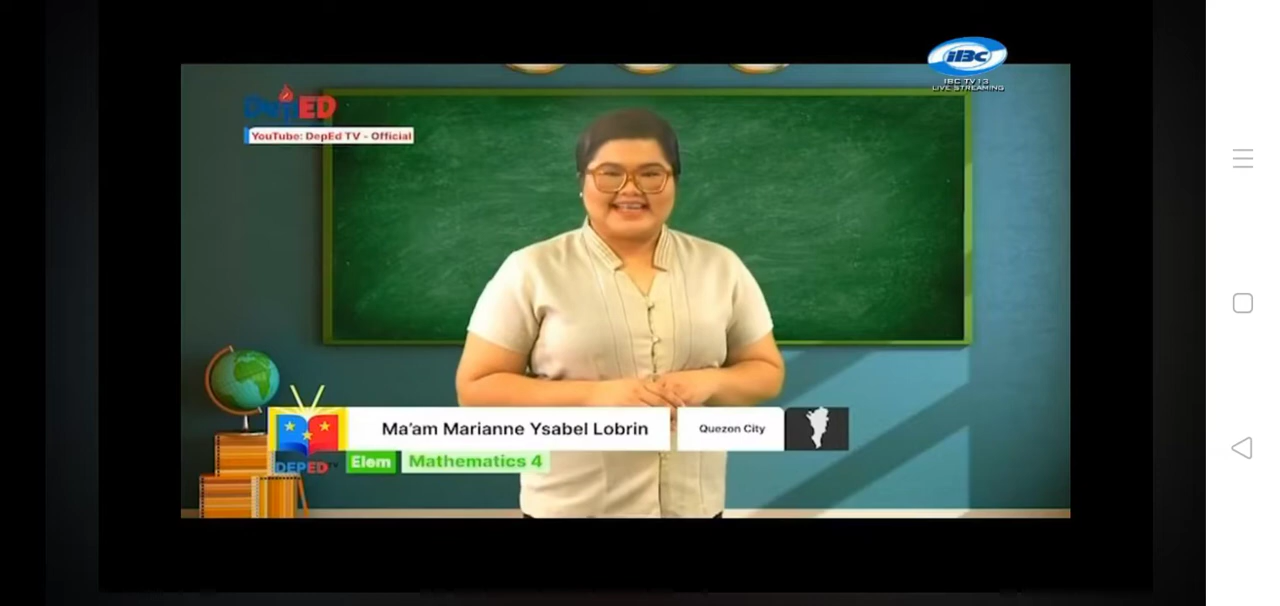 iBC
IBC TV 13
LIVE STREAMING
DepED
YouTube: DepEd TV - Official
Ma'am Marianne Ysabel Lobrin
Quezon City
DEPED
Elem
Mathematics 4